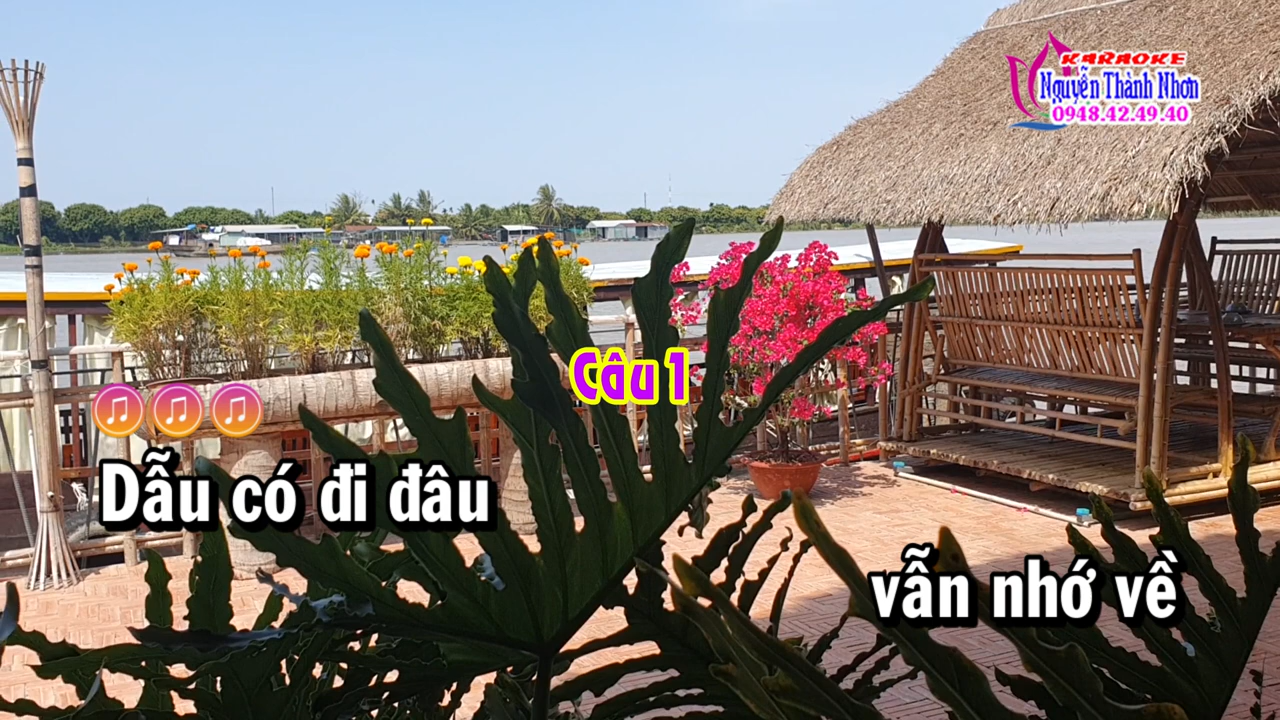 KARAOKE
Nguyễn Thành Nhơn
0948.42.49.40
Câu 1
Dẫu có đi đâu
vẫn nhớ về